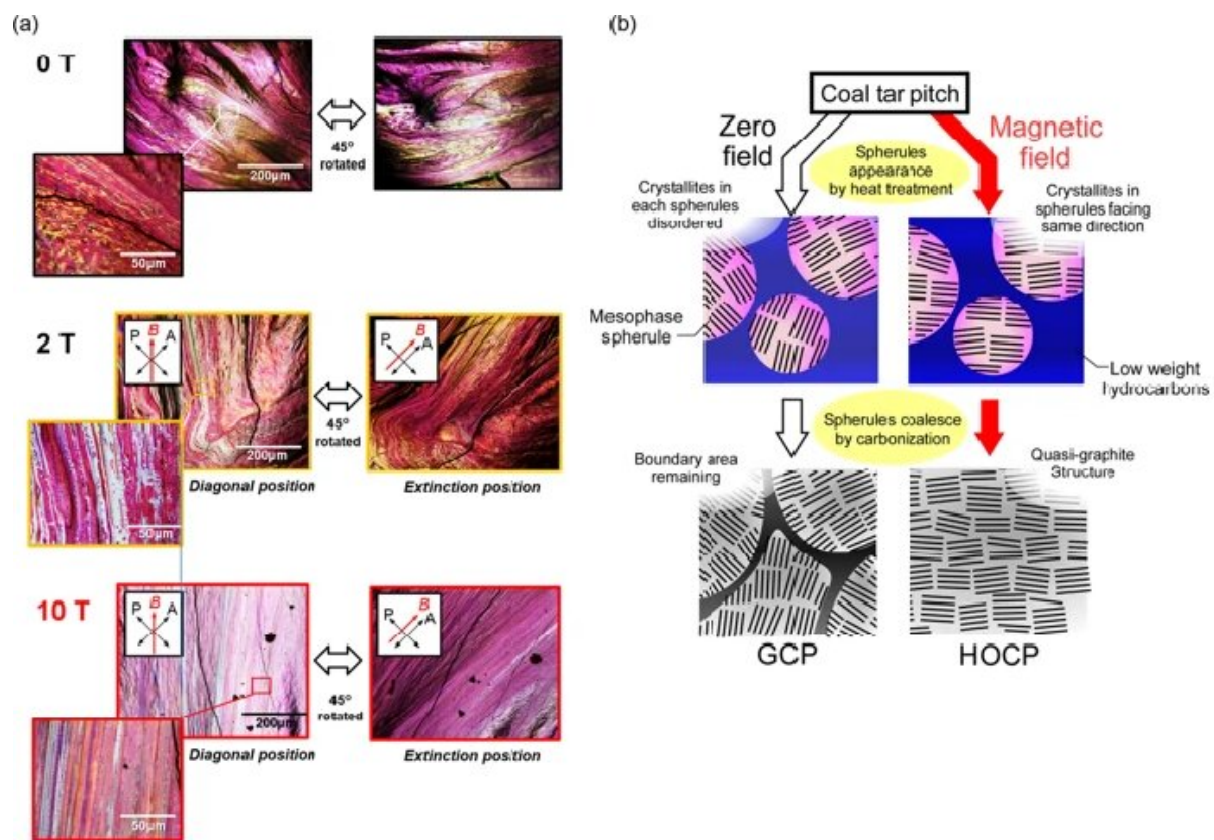 (a)
0 T
200µm
45°
rotated
50µm
2 T
P
B
A
P
B
A
200µm
45°
rotated
50µm
Diagonal position
Extinction position
10 T
P
B
A
P
B
A
200µm
45°
rotated
50µm
Diagonal position
Extinction position
(b)
Coal tar pitch
Zero
field
Magnetic
field
Spherules
appearance
by heat treatment
Crystallites in
each spherules
disordered
Crystallites in
spherules facing
same direction
Mesophase
spherule
Low weight
hydrocarbons
Spherules coalesce
by carbonization
Boundary area
remaining
Quasi-graphite
Structure
GCP
HOCP